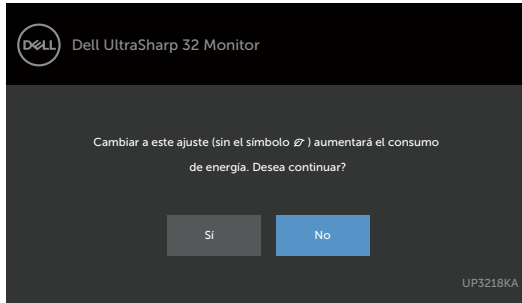 DELL
Dell UltraSharp 32 Monitor
Cambiar a este ajuste (sin el símbolo ) aumentará el consumo
de energía. Desea continuar?
Sí
No
UP3218KA